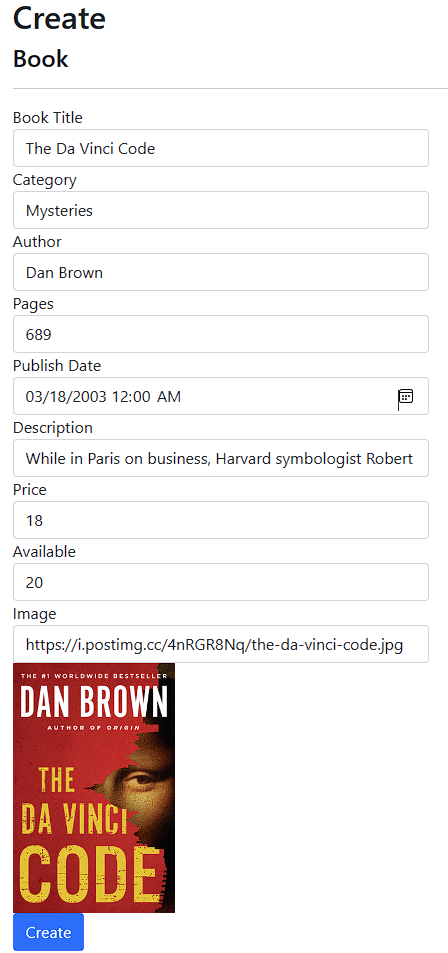 Create
Book
Book Title
The Da Vinci Code
Category
Mysteries
Author
Dan Brown
Pages
689
Publish Date
03/18/2003 12:00 AM
Description
While in Paris on business, Harvard symbologist Robert
Price
18
Available
20
Image
https://i.postimg.cc/4nRGR8Nq/the-da-vinci-code.jpg
THE #1 WORLDWIDE BESTSELLER
DAN BROWN
AUTHOR OF ORIGIN
THE
DA VINCI
CODE
Create